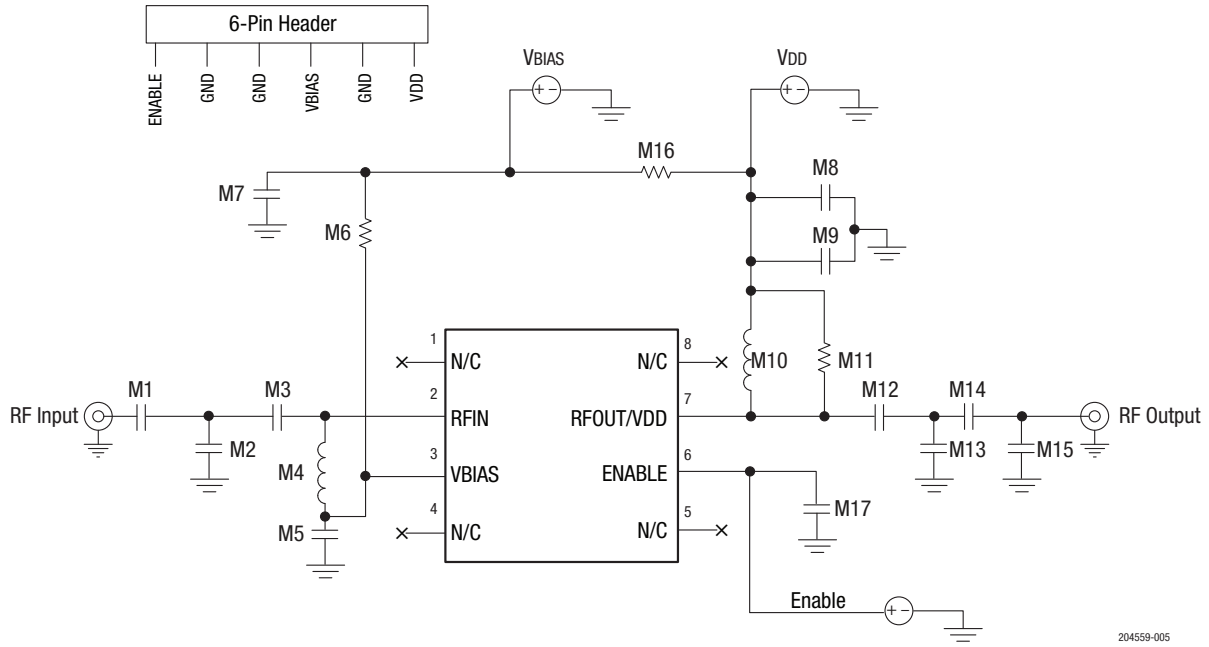 6-Pin Header
ENABLE
GND
GND
VBIAS
GND
VDD
VBIAS
VDD
M16
M7
M6
M8
M9
M10
M11
1
N/C
8
N/C
RF Input
M1
M3
2
RFIN
7
RFOUT/VDD
M12
M14
RF Output
M2
M4
3
VBIAS
6
ENABLE
M13
M15
M5
4
N/C
5
N/C
M17
Enable
204559-005